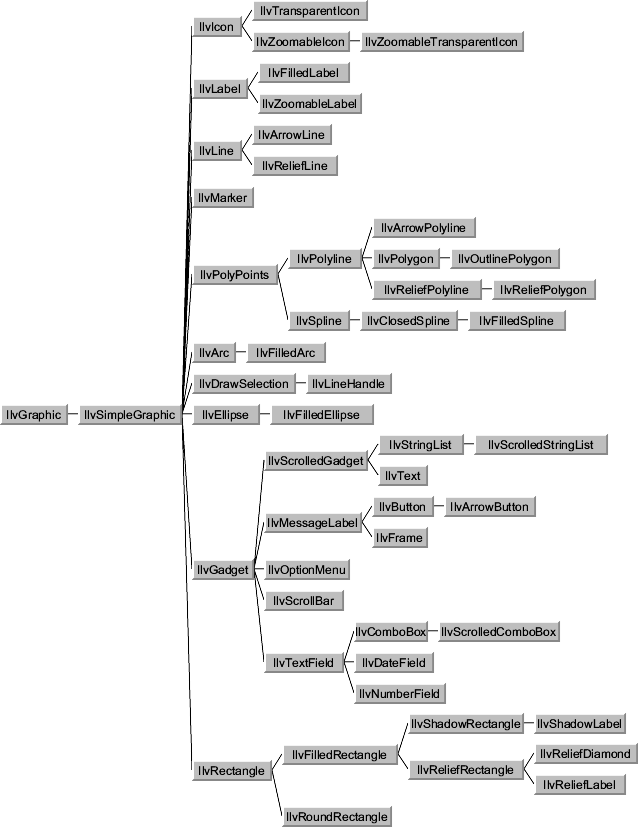 IlvTransparentIcon
IlvIcon
IlvZoomableIcon
IlvZoomableTransparentIcon
IlvFilledLabel
IlvLabel
IlvZoomableLabel
IlvArrowLine
IlvLine
IlvReliefLine
IlvMarker
IlvArrowPolyline
IlvPolyline
IlvPolygon
IlvOutlinePolygon
IlvPolyPoints
IlvReliefPolyline
IlvReliefPolygon
IlvSpline
IlvClosedSpline
IlvFilledSpline
IlvArc
IlvFilledArc
IlvDrawSelection
IlvLineHandle
IlvGraphic
IlvSimpleGraphic
IlvEllipse
IlvFilledEllipse
IlvStringList
IlvScrolledStringList
IlvScrolledGadget
IlvText
IlvButton
IlvArrowButton
IlvMessageLabel
IlvFrame
IlvGadget
IlvOptionMenu
IlvScrollBar
IlvComboBox
IlvScrolledComboBox
IlvTextField
IlvDateField
IlvNumberField
IlvShadowRectangle
IlvShadowLabel
IlvFilledRectangle
IlvReliefDiamond
IlvRectangle
IlvReliefRectangle
IlvReliefLabel
IlvRoundRectangle